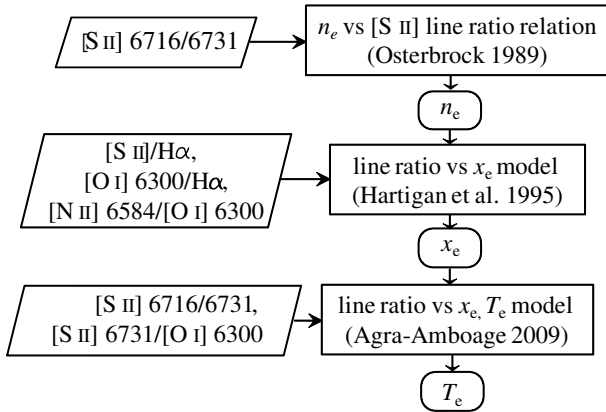 [S II] 6716/6731
n_e vs [S II] line ratio relation
(Osterbrock 1989)
n_e
[S II]/Hα,
[O I] 6300/Hα,
[N II] 6584/[O I] 6300
line ratio vs x_e model
(Hartigan et al. 1995)
x_e
[S II] 6716/6731,
[S II] 6731/[O I] 6300
line ratio vs x_e, T_e model
(Agra-Amboage 2009)
T_e